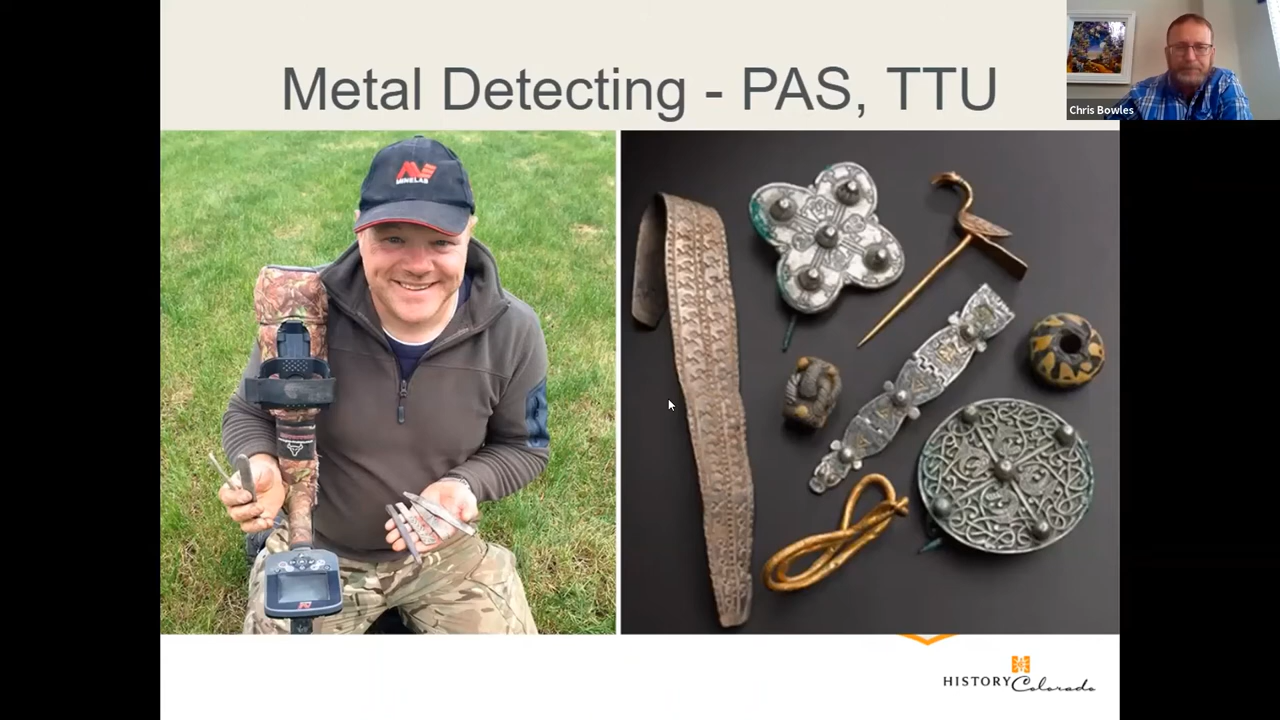 Metal Detecting - PAS, TTU
Chris Bowles
MINELAB
HISTORY Colorado